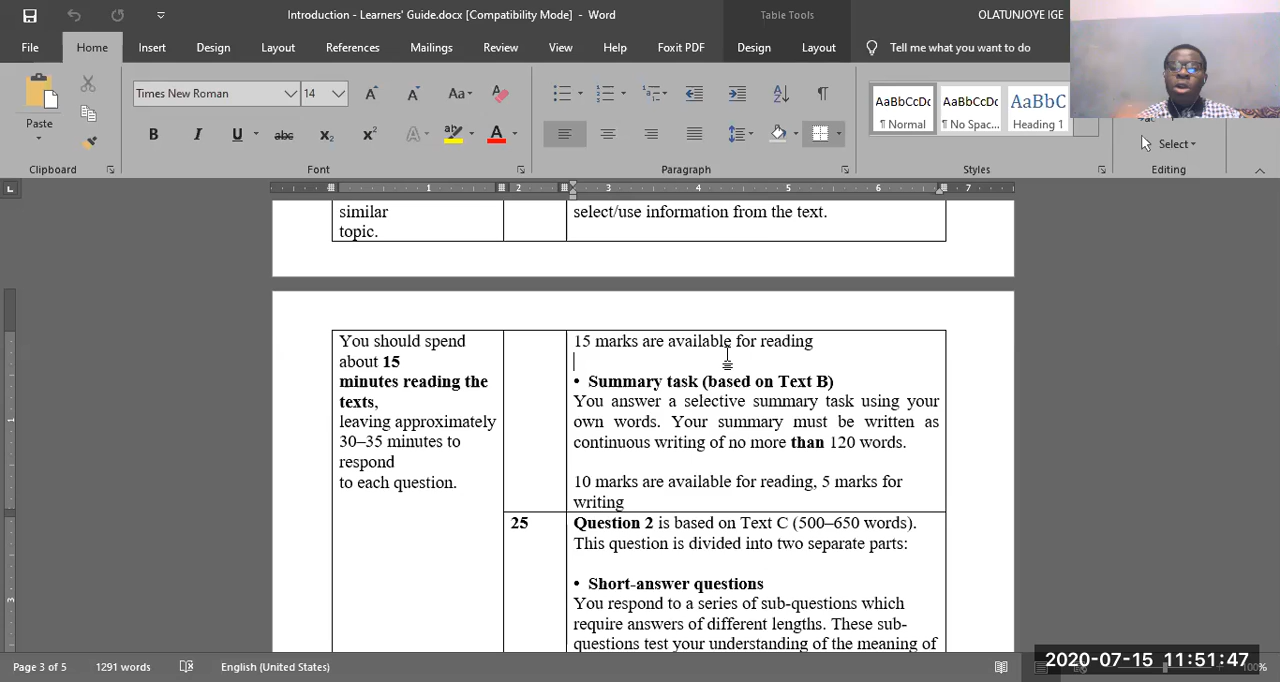 Introduction - Learners' Guide.docx [Compatibility Mode] - Word
Table Tools
OLATUNJOYE IGE
File Home Insert Design Layout References Mailings Review View Help Foxit PDF Design Layout Tell me what you want to do
Paste
Clipboard
Times New Roman 14
Font
Paragraph
AaBbCcDc AaBbCcDc AaBbC
¶ Normal ¶ No Spac... Heading 1
Styles
Select
Editing
1 2 3 4 5 6 7
similar
topic.
select/use information from the text.
You should spend
about 15
minutes reading the
texts,
leaving approximately
30–35 minutes to
respond
to each question.
15 marks are available for reading
• Summary task (based on Text B)
You answer a selective summary task using your
own words. Your summary must be written as
continuous writing of no more than 120 words.
10 marks are available for reading, 5 marks for
writing
25
Question 2 is based on Text C (500–650 words).
This question is divided into two separate parts:
• Short-answer questions
You respond to a series of sub-questions which
require answers of different lengths. These sub-
questions test your understanding of the meaning of
Page 3 of 5 1291 words English (United States)
2020-07-15 11:51:47
100%